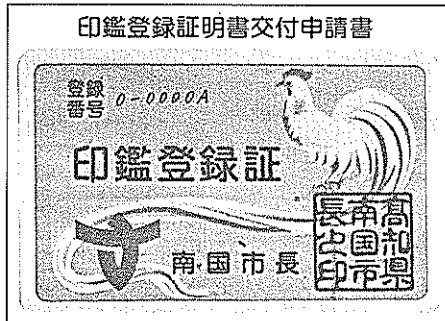 印鑑登録証明書交付申請書
登録
番号 0-0000A
印鑑登録証
南国市長
高知県
南国市
長之印